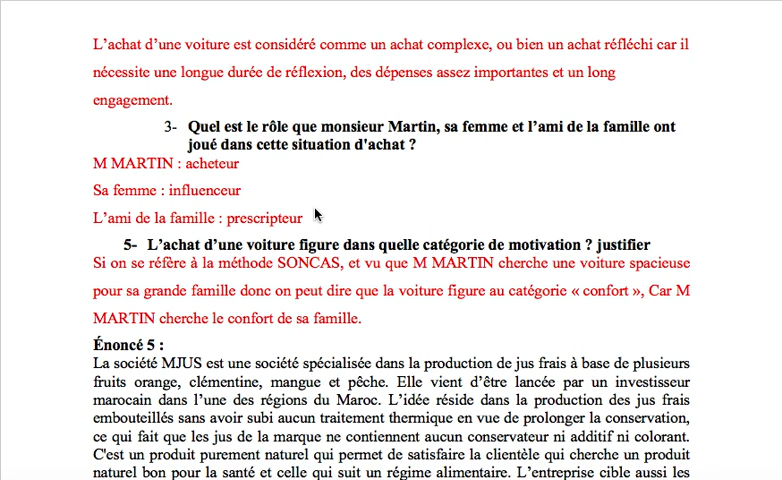 L'achat d'une voiture est considéré comme un achat complexe, ou bien un achat réfléchi car il
nécessite une longue durée de réflexion, des dépenses assez importantes et un long
engagement.
3- Quel est le rôle que monsieur Martin, sa femme et l'ami de la famille ont
joué dans cette situation d'achat ?
M MARTIN : acheteur
Sa femme : influenceur
L'ami de la famille : prescripteur
5- L'achat d'une voiture figure dans quelle catégorie de motivation ? justifier
Si on se réfère à la méthode SONCAS, et vu que M MARTIN cherche une voiture spacieuse
pour sa grande famille donc on peut dire que la voiture figure au catégorie « confort », Car M
MARTIN cherche le confort de sa famille.
Énoncé 5 :
La société MJUS est une société spécialisée dans la production de jus frais à base de plusieurs
fruits orange, clémentine, mangue et pêche. Elle vient d'être lancée par un investisseur
marocain dans l'une des régions du Maroc. L'idée réside dans la production des jus frais
embouteillés sans avoir subi aucun traitement thermique en vue de prolonger la conservation,
ce qui fait que les jus de la marque ne contiennent aucun conservateur ni additif ni colorant.
C'est un produit purement naturel qui permet de satisfaire la clientèle qui cherche un produit
naturel bon pour la santé et celle qui suit un régime alimentaire. L'entreprise cible aussi les